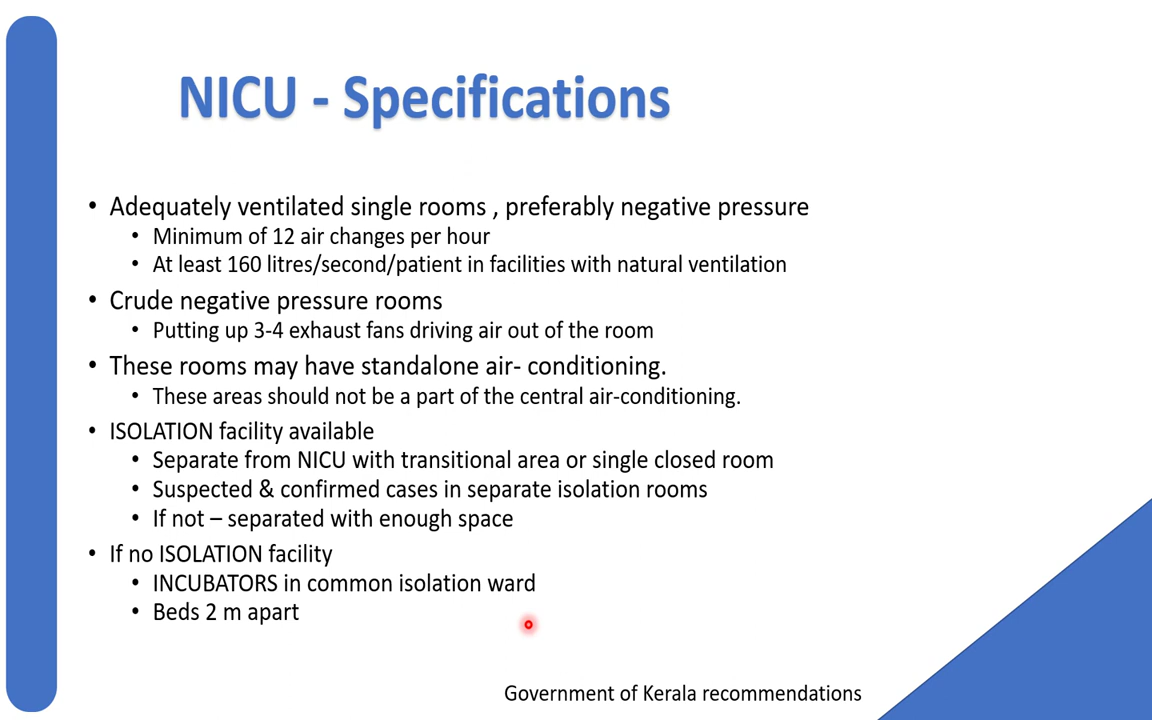 NICU - Specifications
• Adequately ventilated single rooms , preferably negative pressure
• Minimum of 12 air changes per hour
• At least 160 litres/second/patient in facilities with natural ventilation
• Crude negative pressure rooms
• Putting up 3-4 exhaust fans driving air out of the room
• These rooms may have standalone air- conditioning.
• These areas should not be a part of the central air-conditioning.
• ISOLATION facility available
• Separate from NICU with transitional area or single closed room
• Suspected & confirmed cases in separate isolation rooms
• If not – separated with enough space
• If no ISOLATION facility
• INCUBATORS in common isolation ward
• Beds 2 m apart
Government of Kerala recommendations